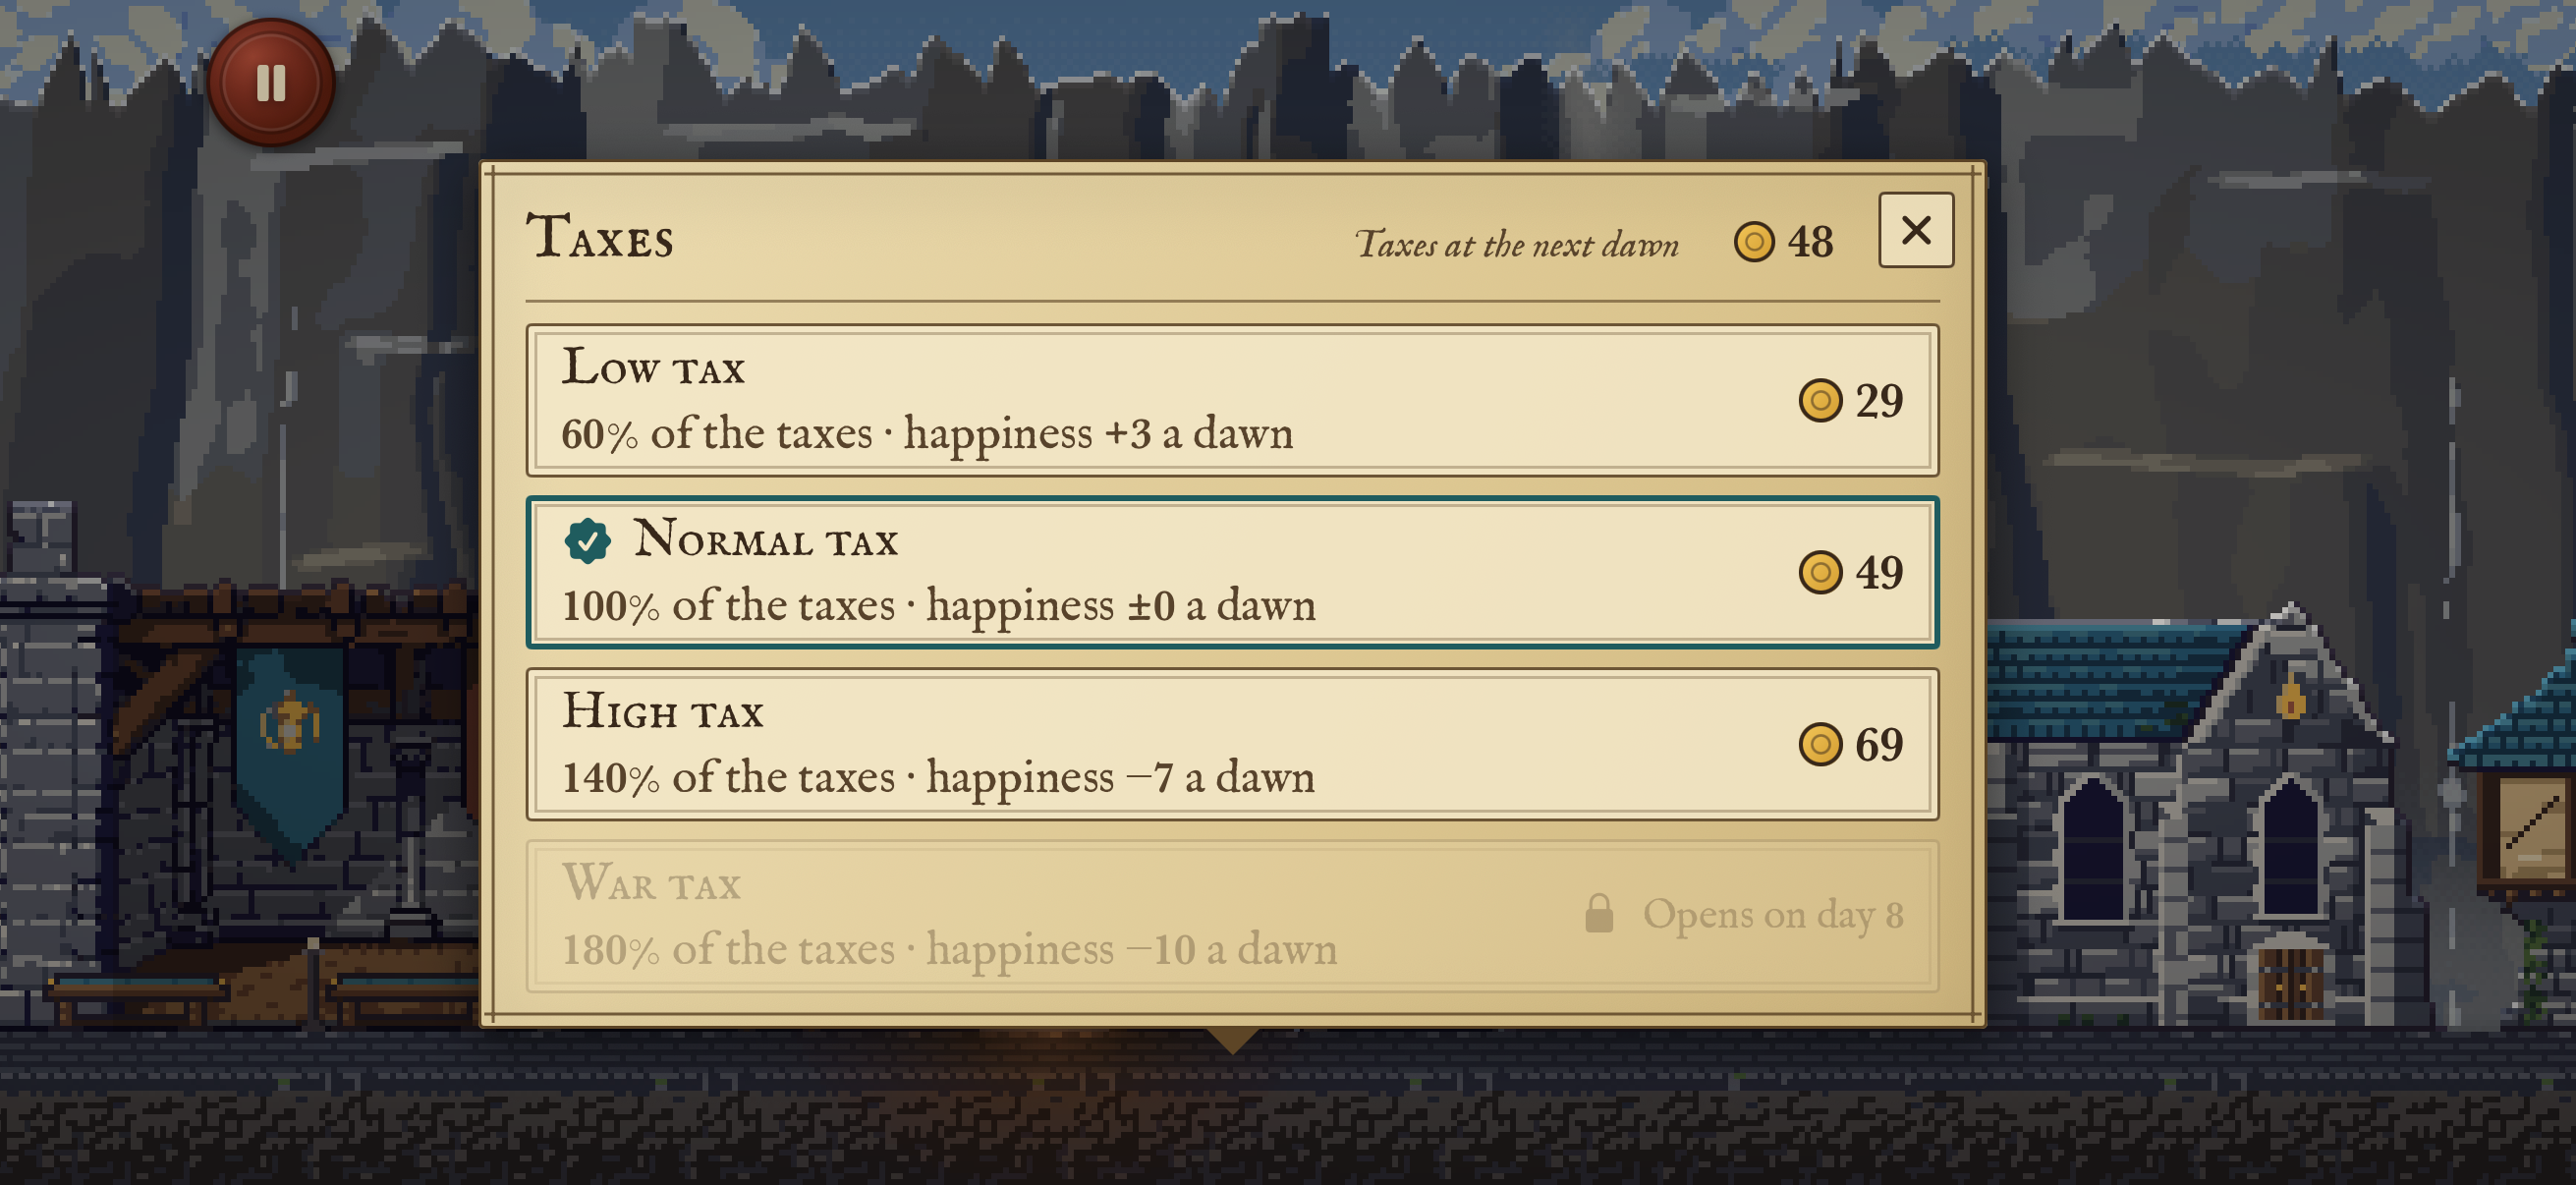 Taxes
Taxes at the next dawn 48
Low tax
60% of the taxes · happiness +3 a dawn
29
Normal tax
100% of the taxes · happiness ±0 a dawn
49
High tax
140% of the taxes · happiness −7 a dawn
69
War tax
180% of the taxes · happiness −10 a dawn
Opens on day 8